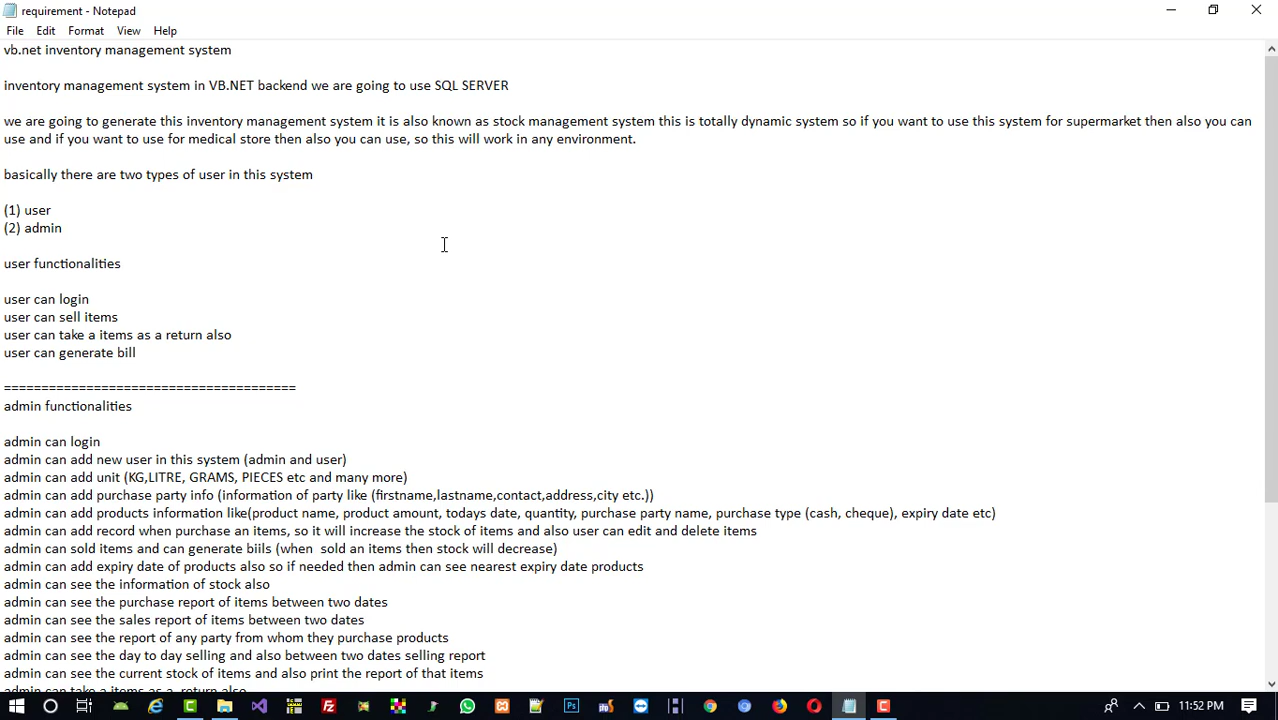 requirement - Notepad
File Edit Format View Help
vb.net inventory management system
inventory management system in VB.NET backend we are going to use SQL SERVER
we are going to generate this inventory management system it is also known as stock management system this is totally dynamic system so if you want to use this system for supermarket then also you can
use and if you want to use for medical store then also you can use, so this will work in any environment.
basically there are two types of user in this system
(1) user
(2) admin
user functionalities
user can login
user can sell items
user can take a items as a return also
user can generate bill
=======================================
admin functionalities
admin can login
admin can add new user in this system (admin and user)
admin can add unit (KG,LITRE, GRAMS, PIECES etc and many more)
admin can add purchase party info (information of party like (firstname,lastname,contact,address,city etc.))
admin can add products information like(product name, product amount, todays date, quantity, purchase party name, purchase type (cash, cheque), expiry date etc)
admin can add record when purchase an items, so it will increase the stock of items and also user can edit and delete items
admin can sold items and can generate biils (when  sold an items then stock will decrease)
admin can add expiry date of products also so if needed then admin can see nearest expiry date products
admin can see the information of stock also
admin can see the purchase report of items between two dates
admin can see the sales report of items between two dates
admin can see the report of any party from whom they purchase products
admin can see the day to day selling and also between two dates selling report
admin can see the current stock of items and also print the report of that items
admin can take a items as a  return also
11:52 PM